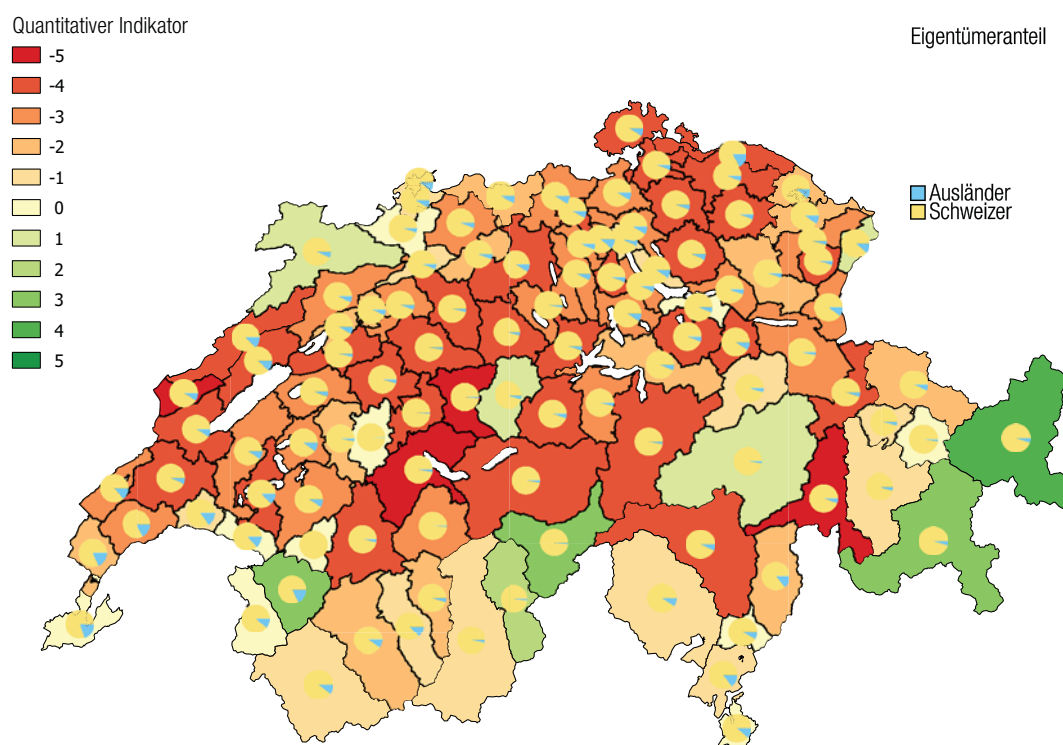 Quantitativer Indikator
-5
-4
-3
-2
-1
0
1
2
3
4
5
Eigentümeranteil
Ausländer
Schweizer